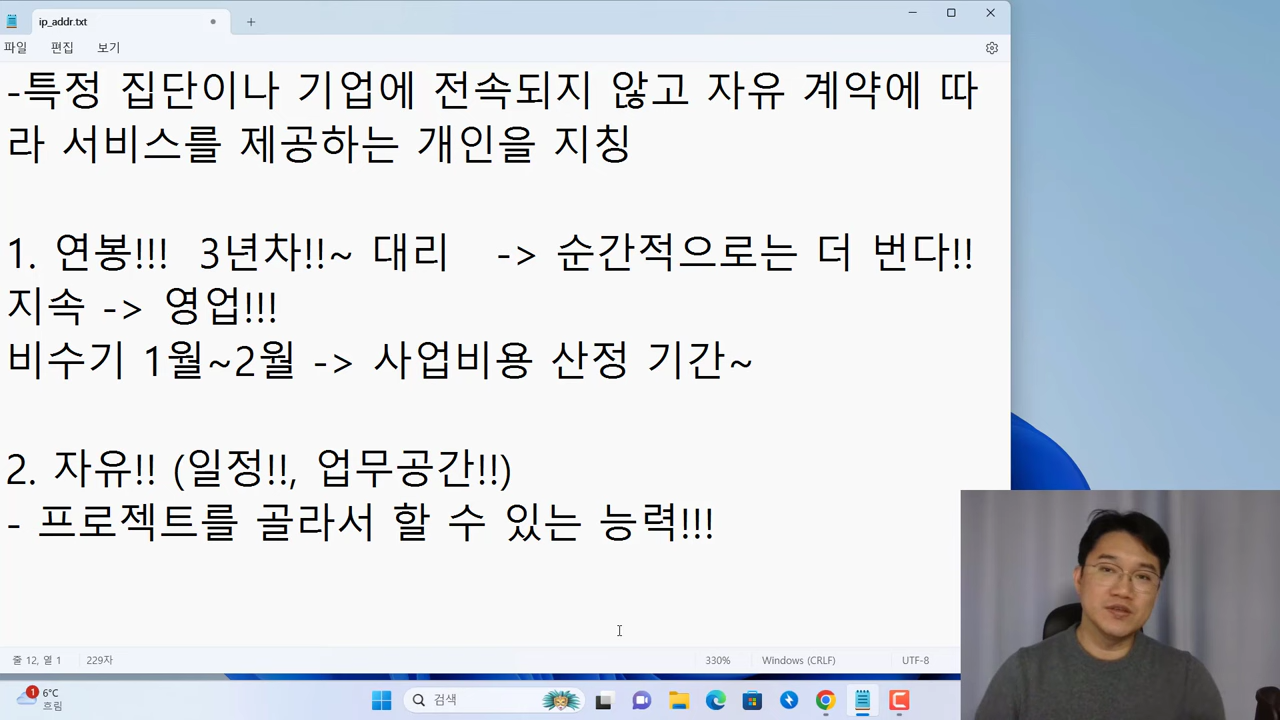 ip_addr.txt
파일 편집 보기
-특정 집단이나 기업에 전속되지 않고 자유 계약에 따
라 서비스를 제공하는 개인을 지칭
1. 연봉!!! 3년차!!~ 대리 -> 순간적으로는 더 번다!!
지속 -> 영업!!!
비수기 1월~2월 -> 사업비용 산정 기간~
2. 자유!! (일정!!, 업무공간!!)
- 프로젝트를 골라서 할 수 있는 능력!!!
줄 12, 열 1 229자 330% Windows (CRLF) UTF-8
1 6°C 검색
흐림